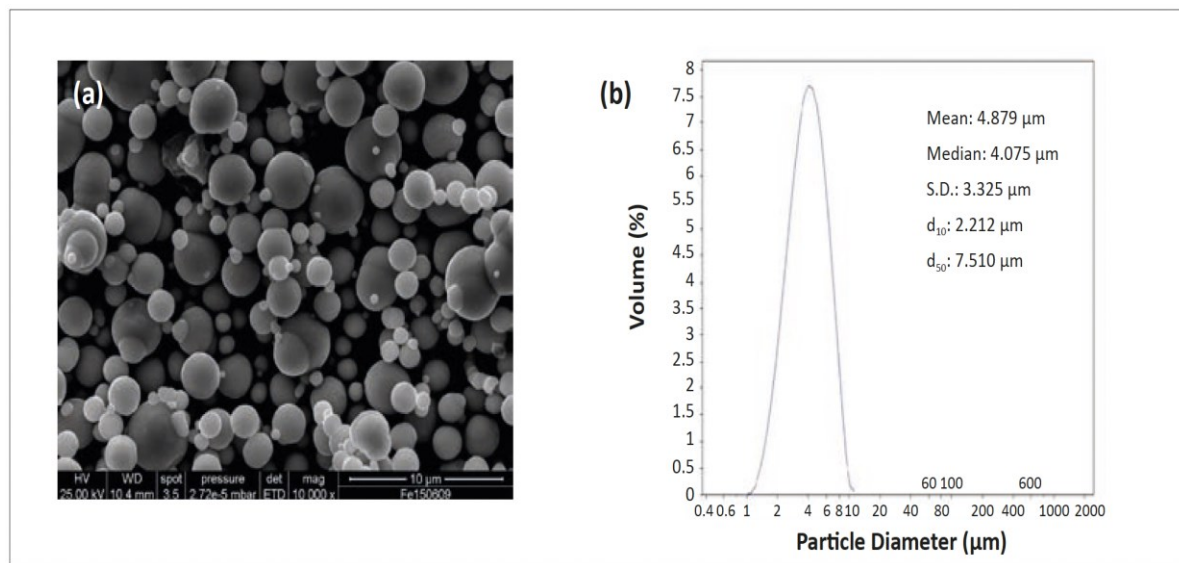 (a)
HV WD spot pressure det mag 10 µm
25.00 kV 10.4 mm 3.5 2.72e-5 mbar ETD 10 000 x Fe150609
(b)
8
7.5
7
6.5
6
5.5
5
4.5
4
3.5
3
2.5
2
1.5
1
0.5
0
Volume (%)
Mean: 4.879 µm
Median: 4.075 µm
S.D.: 3.325 µm
d₁₀: 2.212 µm
d₅₀: 7.510 µm
60 100 600
0.4 0.6 1 2 4 6 8 10 20 40 60 80 200 400 600 1000 2000
Particle Diameter (µm)